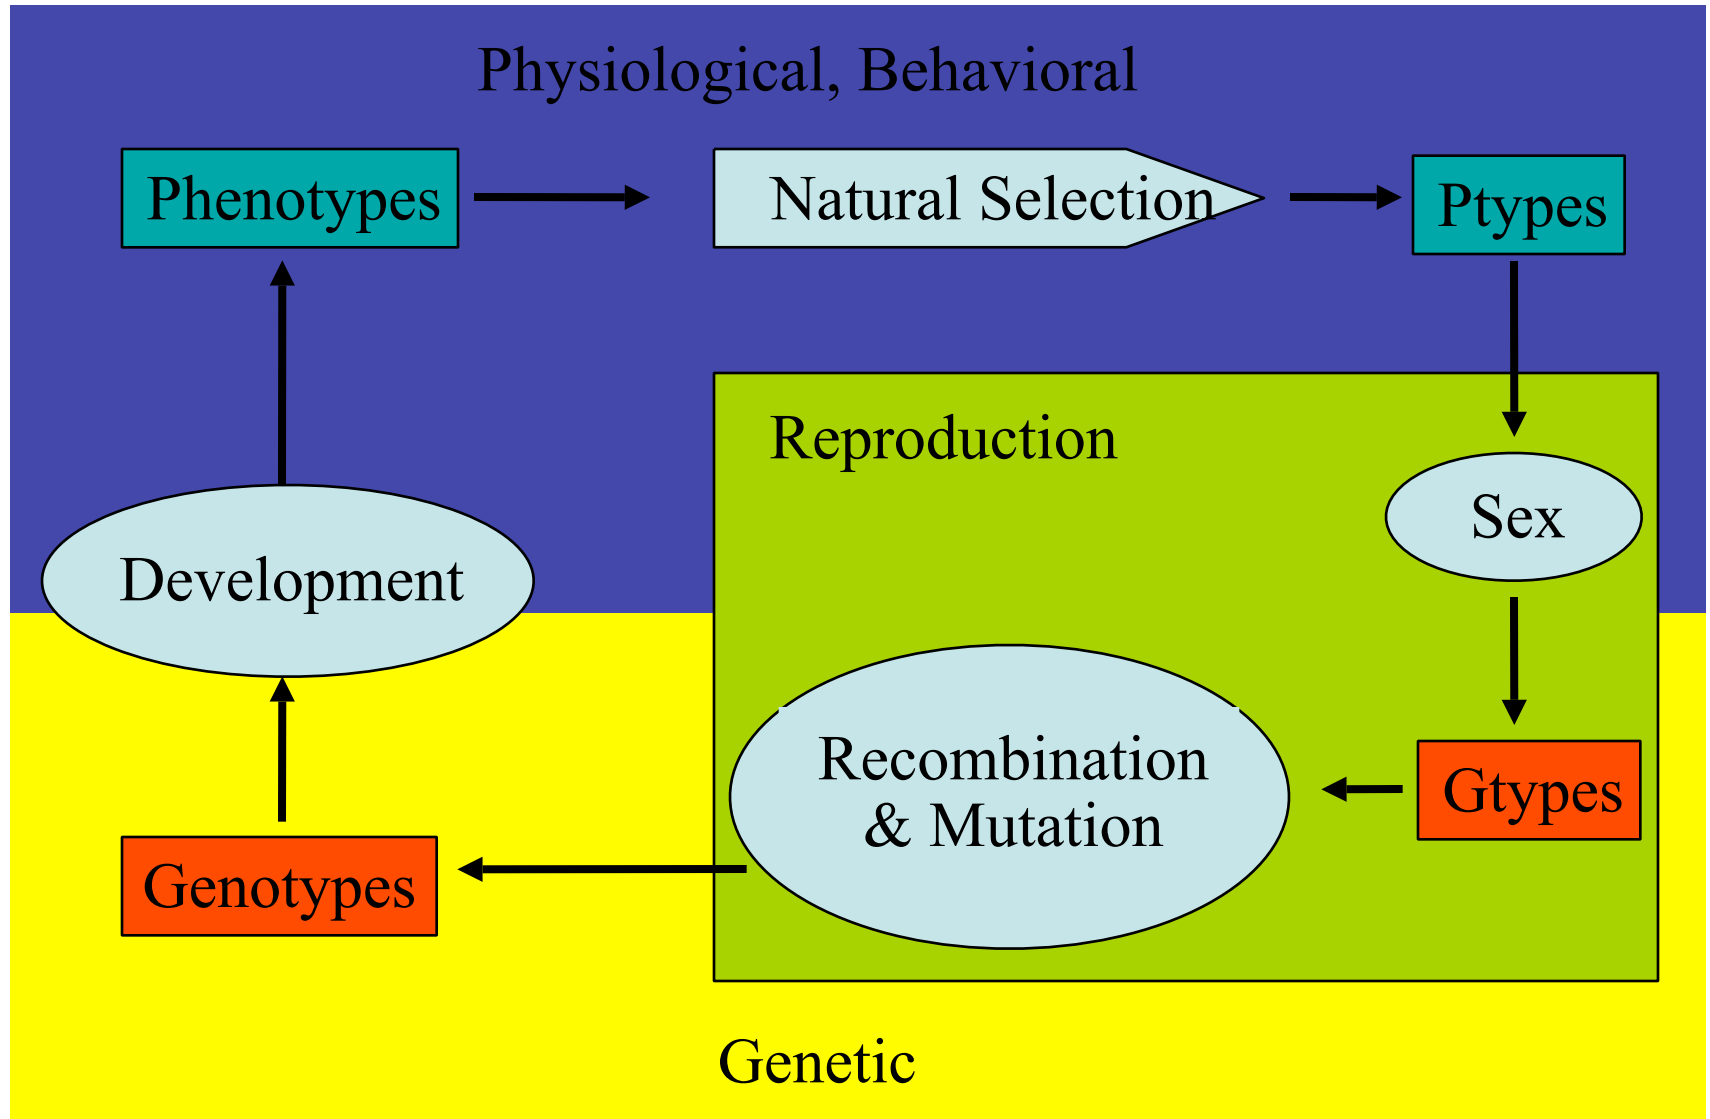 Physiological, Behavioral
Phenotypes
Natural Selection
Ptypes
Reproduction
Sex
Development
Recombination
& Mutation
Gtypes
Genotypes
Genetic